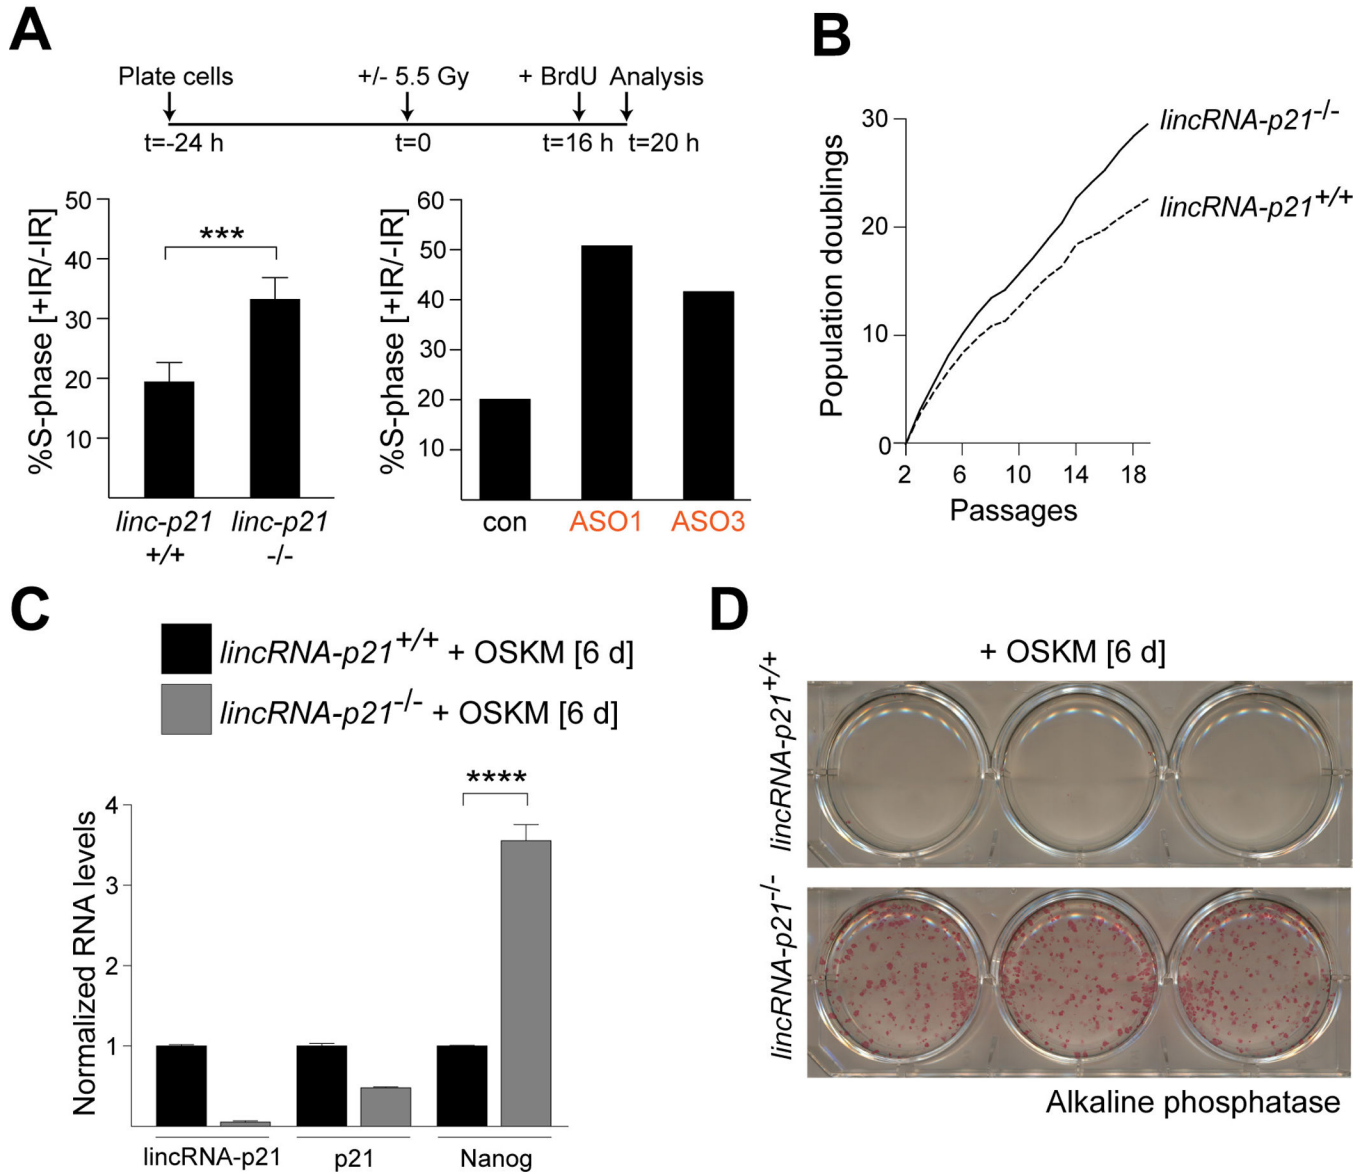 A
Plate cells
+/- 5.5 Gy
+ BrdU
Analysis
t=-24 h
t=0
t=16 h
t=20 h
%S-phase [+IR/-IR]
50
40
30
20
10
***
linc-p21
+/+
linc-p21
-/-
%S-phase [+IR/-IR]
60
50
40
30
20
10
con
ASO1
ASO3
B
Population doublings
30
20
10
0
2
6
10
14
18
Passages
lincRNA-p21-/-
lincRNA-p21+/+
C
lincRNA-p21+/+ + OSKM [6 d]
lincRNA-p21-/- + OSKM [6 d]
Normalized RNA levels
4
3
2
1
****
lincRNA-p21
p21
Nanog
D
+ OSKM [6 d]
lincRNA-p21+/+
lincRNA-p21-/-
Alkaline phosphatase